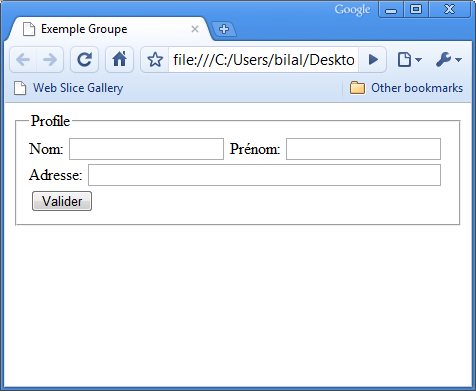 Google
Exemple Groupe
file:///C:/Users/bilal/Deskto
Web Slice Gallery Other bookmarks
Profile
Nom: Prénom:
Adresse:
Valider